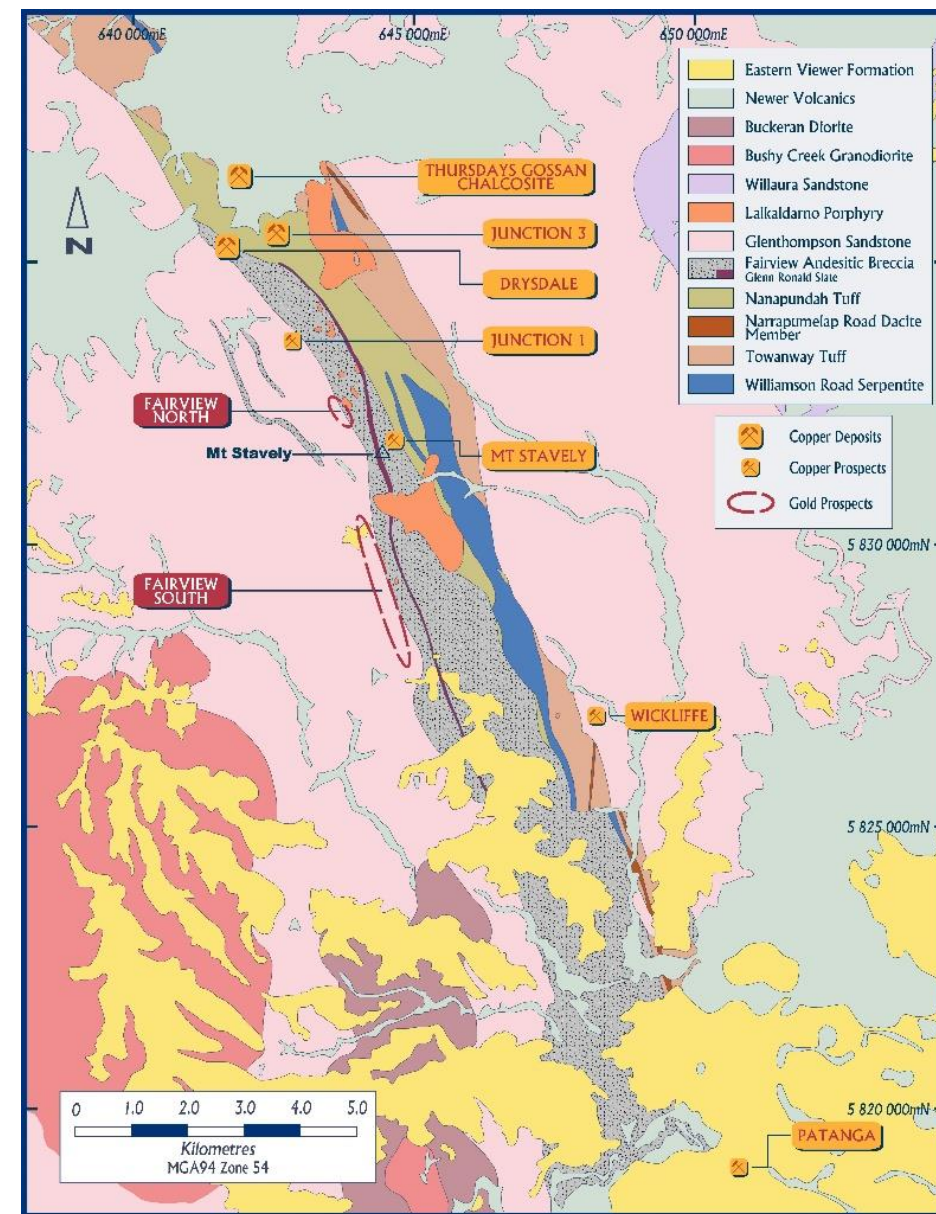 640 000mE
645 000mE
650 000mE
Eastern Viewer Formation
Newer Volcanics
Buckeran Diorite
Bushy Creek Granodiorite
Willaura Sandstone
Lalkaldarno Porphyry
Glenthompson Sandstone
Fairview Andesitic Breccia
Glenn Ronald Slate
Nanapundah Tuff
Narrapumelap Road Dacite
Member
Towanway Tuff
Williamson Road Serpentite
Copper Deposits
Copper Prospects
Gold Prospects
N
THURSDAYS GOSSAN
CHALCOSITE
JUNCTION 3
DRYSDALE
JUNCTION 1
FAIRVIEW
NORTH
Mt Stavely
MT STAVELY
5 830 000mN
FAIRVIEW
SOUTH
WICKLIFFE
5 825 000mN
5 820 000mN
PATANGA
0 1.0 2.0 3.0 4.0 5.0
Kilometres
MGA94 Zone 54